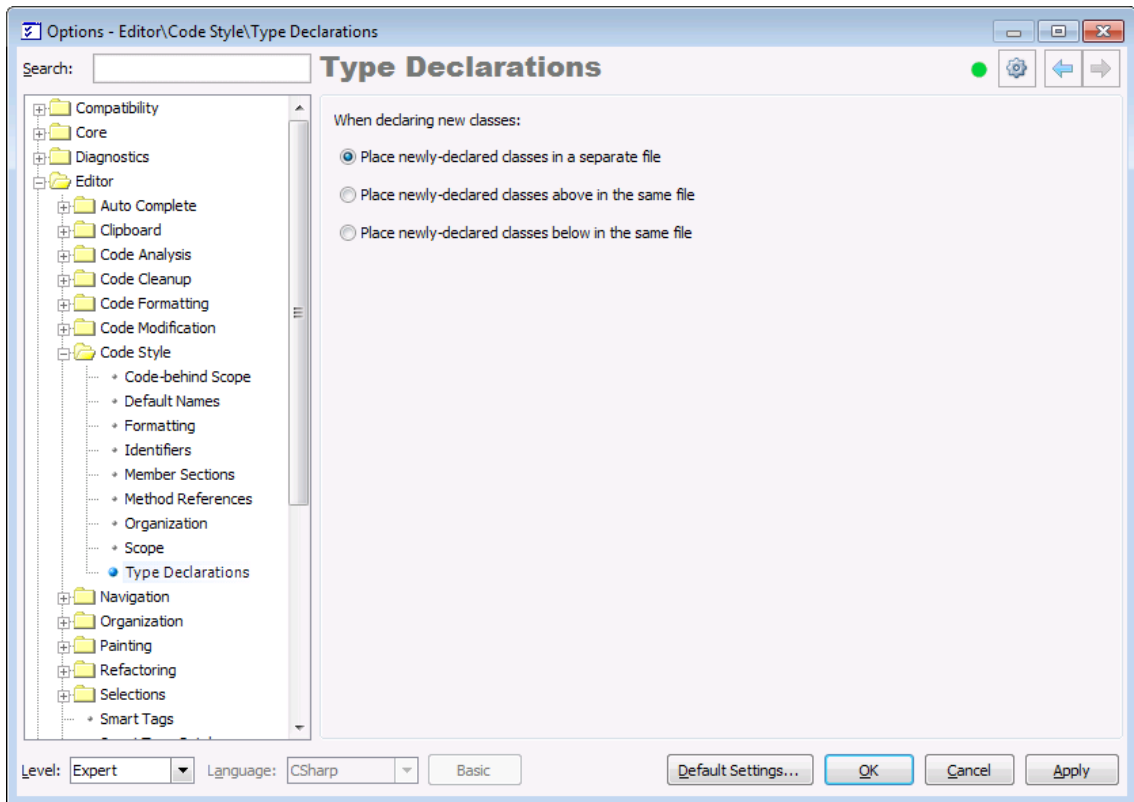 Options - Editor\Code Style\Type Declarations
Search:
Type Declarations
Compatibility
Core
Diagnostics
Editor
Auto Complete
Clipboard
Code Analysis
Code Cleanup
Code Formatting
Code Modification
Code Style
Code-behind Scope
Default Names
Formatting
Identifiers
Member Sections
Method References
Organization
Scope
Type Declarations
Navigation
Organization
Painting
Refactoring
Selections
Smart Tags
When declaring new classes:
Place newly-declared classes in a separate file
Place newly-declared classes above in the same file
Place newly-declared classes below in the same file
Level: Expert Language: CSharp Basic Default Settings... OK Cancel Apply